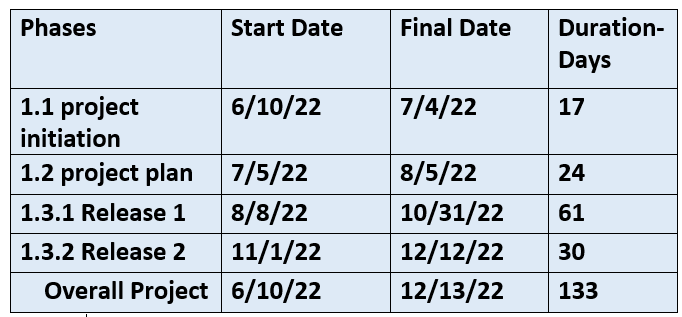 Phases Start Date Final Date Duration-
Days
1.1 project 6/10/22 7/4/22 17
initiation
1.2 project plan 7/5/22 8/5/22 24
1.3.1 Release 1 8/8/22 10/31/22 61
1.3.2 Release 2 11/1/22 12/12/22 30
Overall Project 6/10/22 12/13/22 133